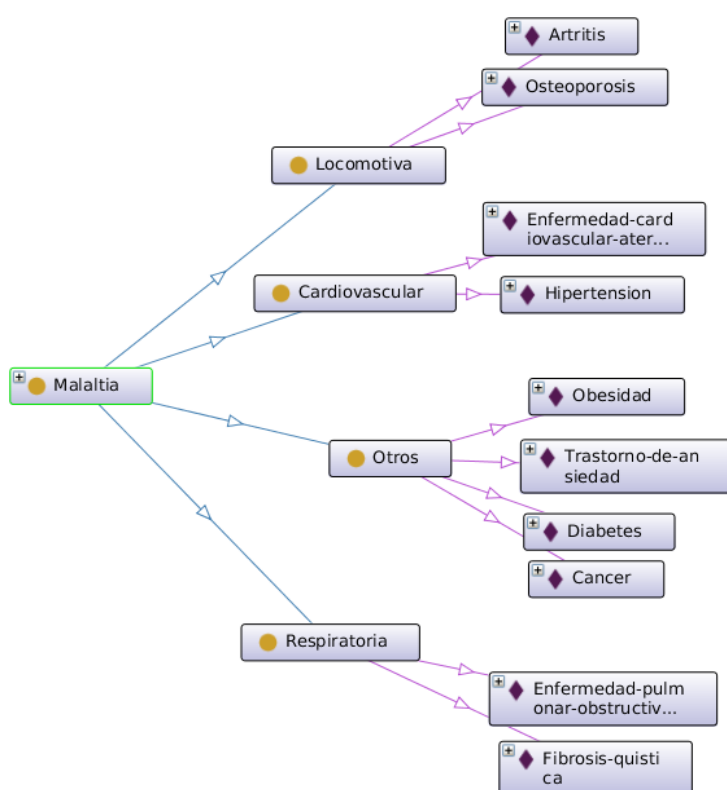 Artritis
Osteoporosis
Locomotiva
Enfermedad-card
iovascular-ater...
Cardiovascular
Hipertension
Malaltia
Obesidad
Otros
Trastorno-de-an
siedad
Diabetes
Cancer
Respiratoria
Enfermedad-pulm
onar-obstructiv...
Fibrosis-quisti
ca